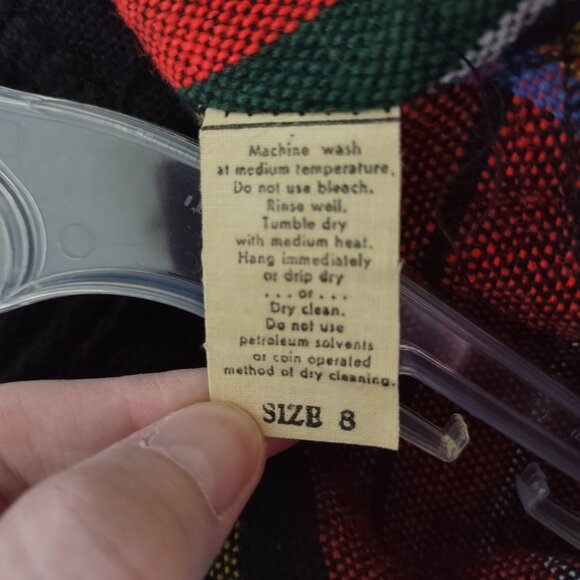 Machine wash
at medium temperature.
Do not use bleach.
Rinse well.
Tumble dry
with medium heat.
Hang immediately
or drip dry
. . . or . . .
Dry clean.
Do not use
petroleum solvents
or coin operated
method of dry cleaning.
SIZE 8